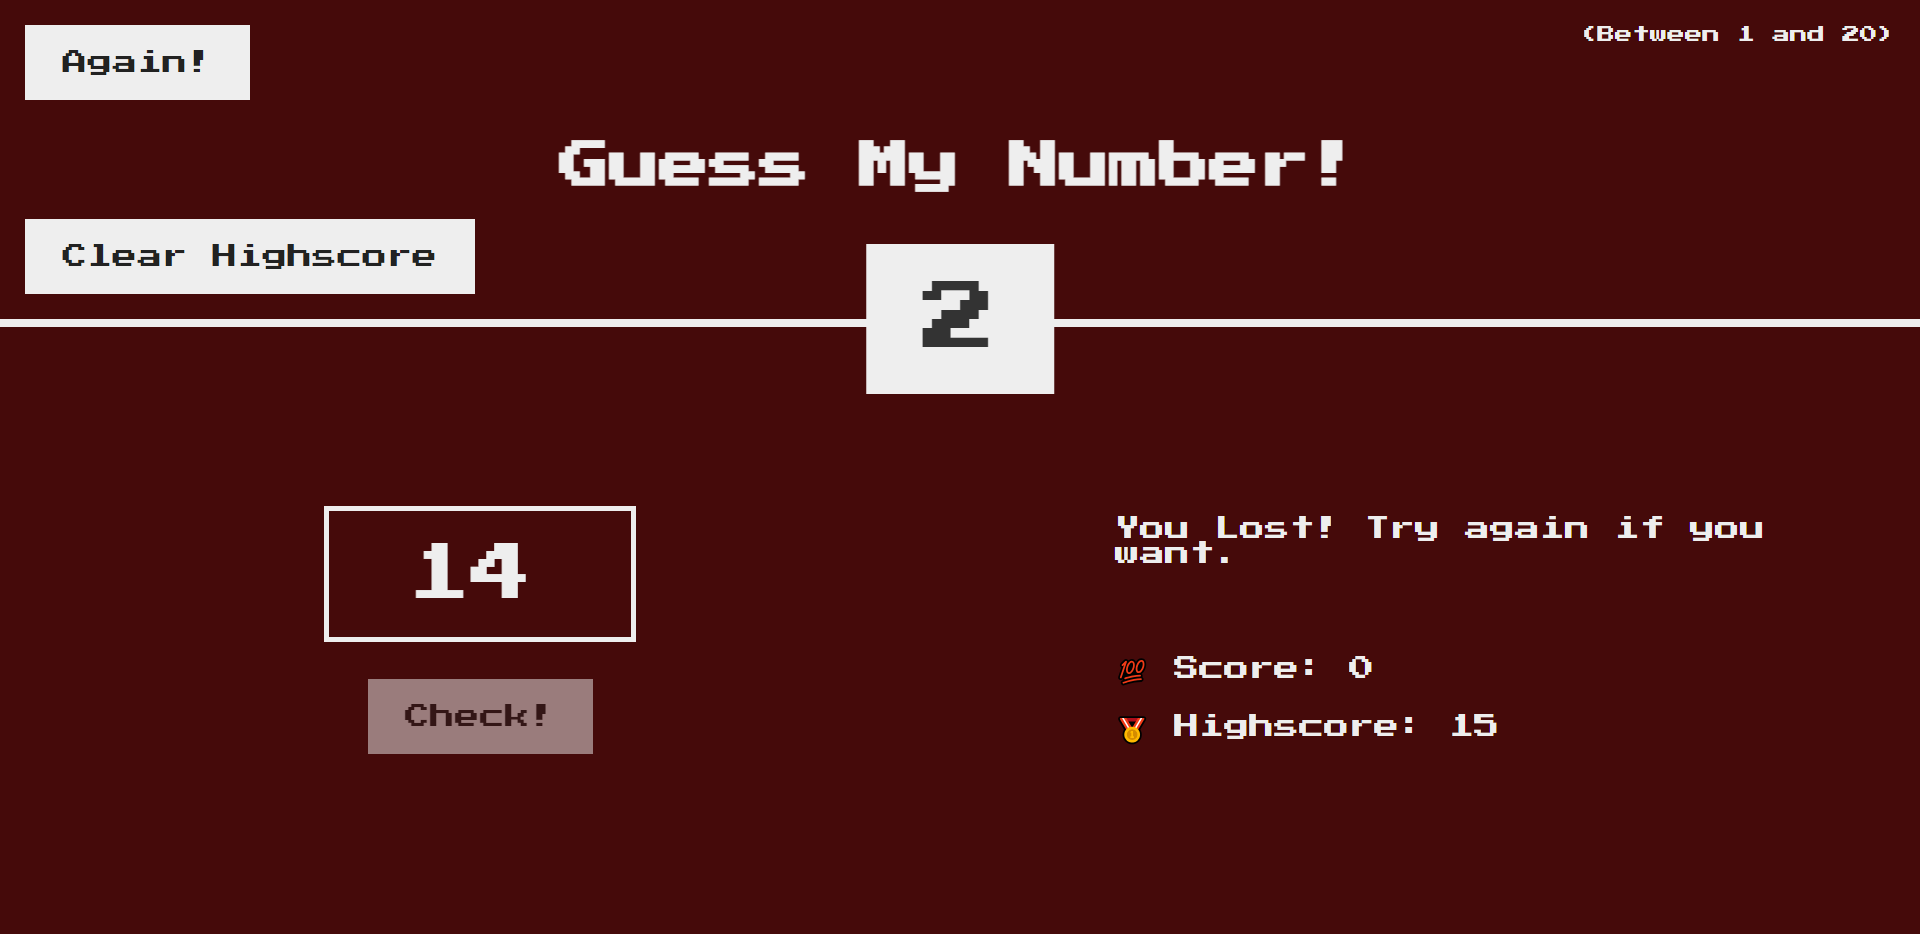 Again!
(Between 1 and 20)
Guess My Number!
Clear Highscore
2
14
Check!
You Lost! Try again if you
want.
💯 Score: 0
🥇 Highscore: 15